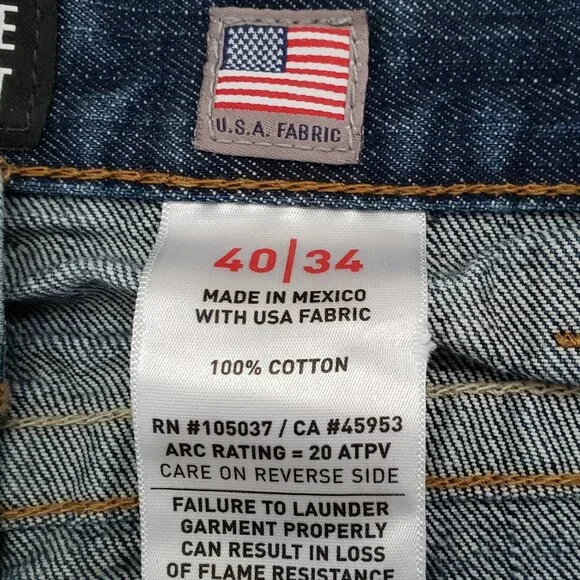 E
T
U.S.A. FABRIC
40|34
MADE IN MEXICO
WITH USA FABRIC
100% COTTON
RN #105037 / CA #45953
ARC RATING = 20 ATPV
CARE ON REVERSE SIDE
FAILURE TO LAUNDER
GARMENT PROPERLY
CAN RESULT IN LOSS
OF FLAME RESISTANCE